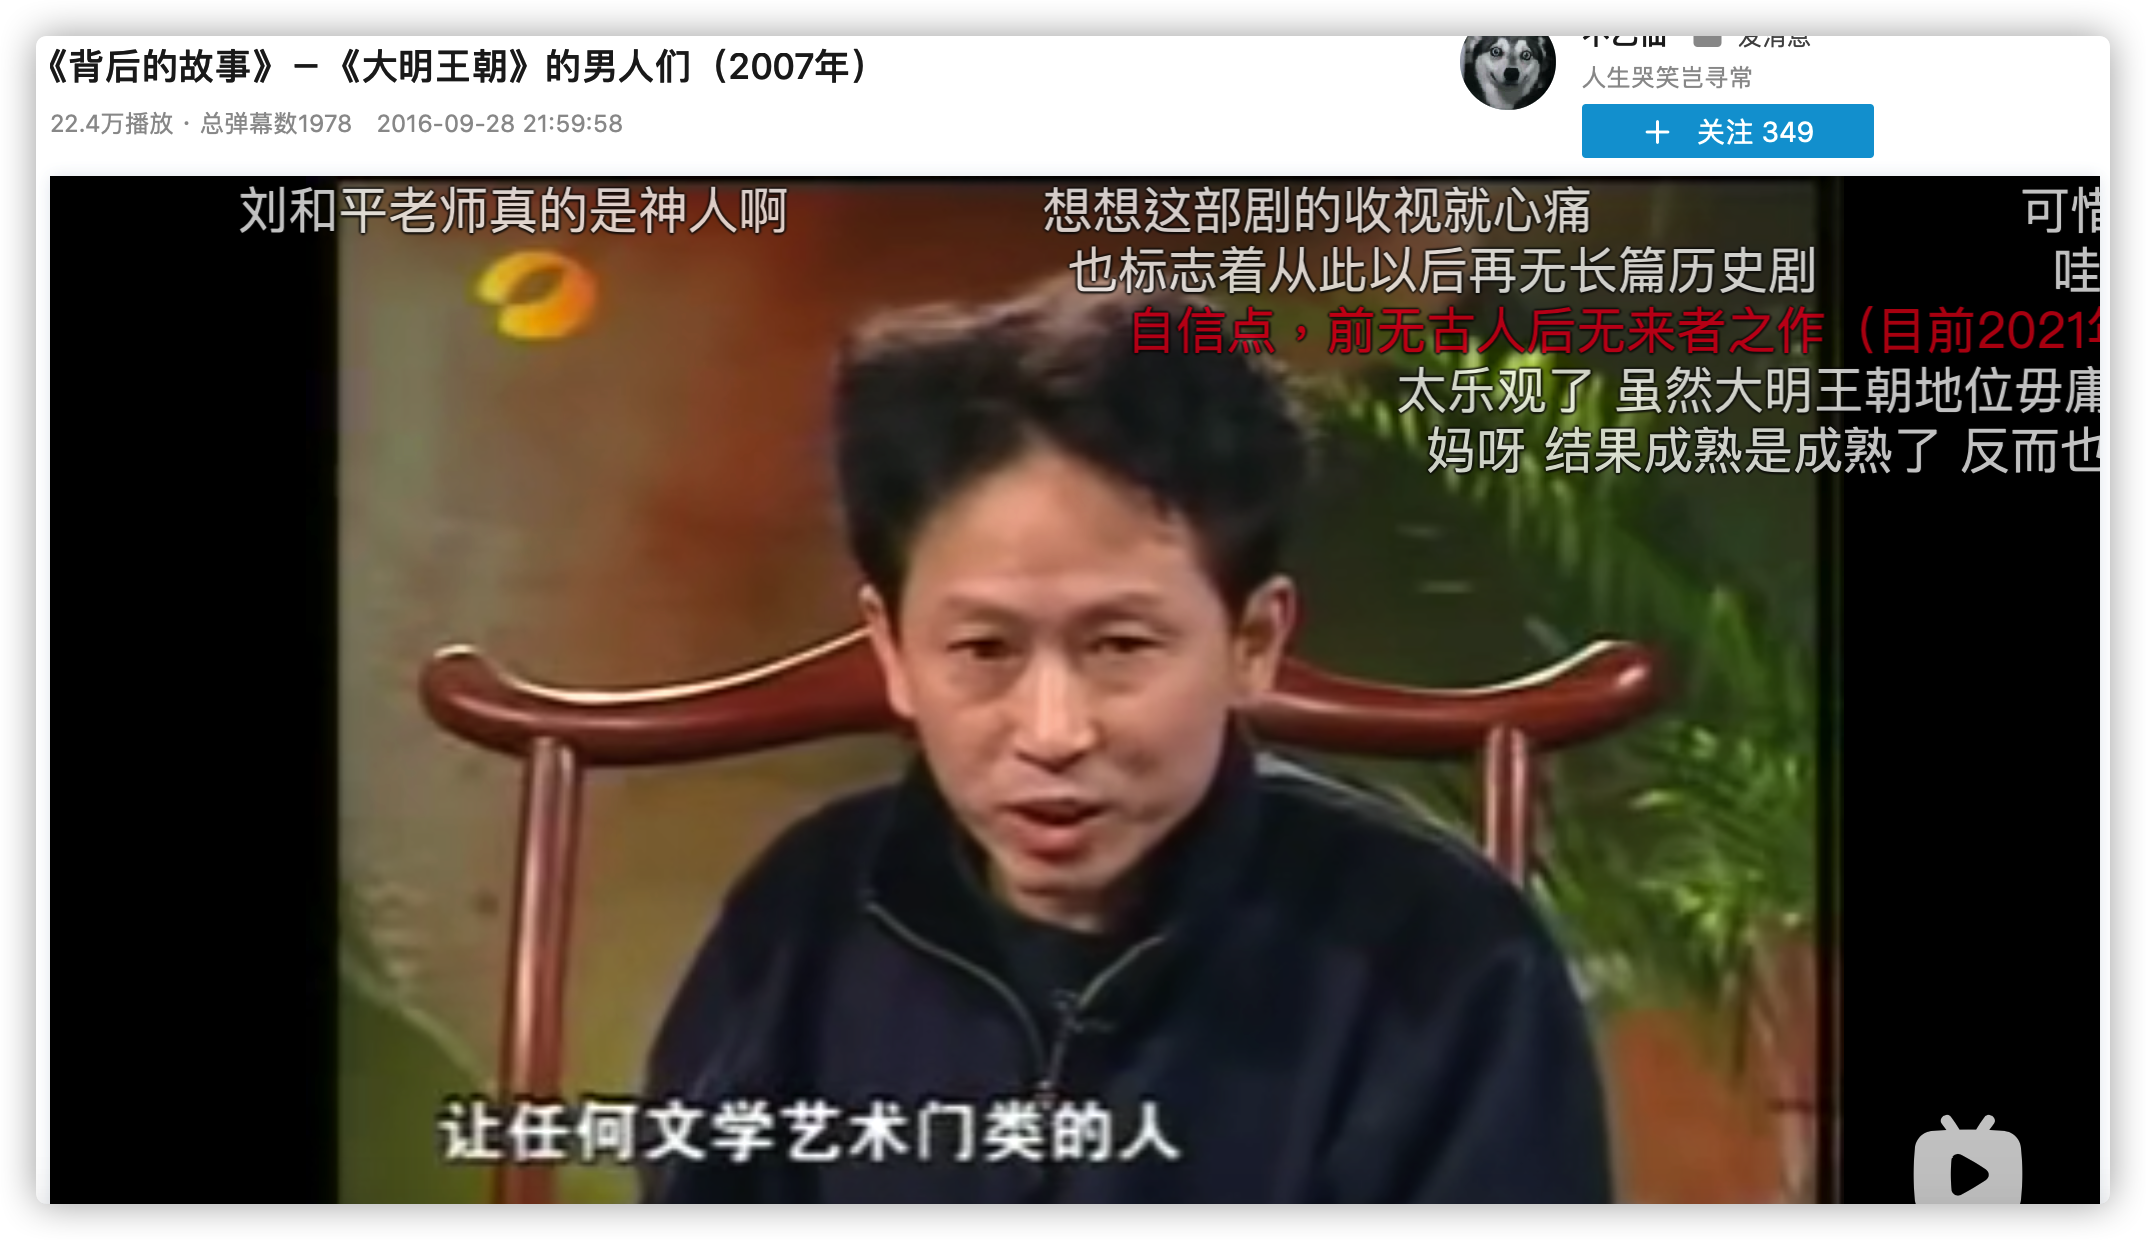 《背后的故事》－《大明王朝》的男人们（2007年）
22.4万播放 · 总弹幕数1978 2016-09-28 21:59:58
发消息
人生哭笑岂寻常
＋ 关注 349
刘和平老师真的是神人啊 想想这部剧的收视就心痛 可惜
也标志着从此以后再无长篇历史剧 哇
自信点，前无古人后无来者之作（目前2021年
太乐观了 虽然大明王朝地位毋庸
妈呀 结果成熟是成熟了 反而也
让任何文学艺术门类的人